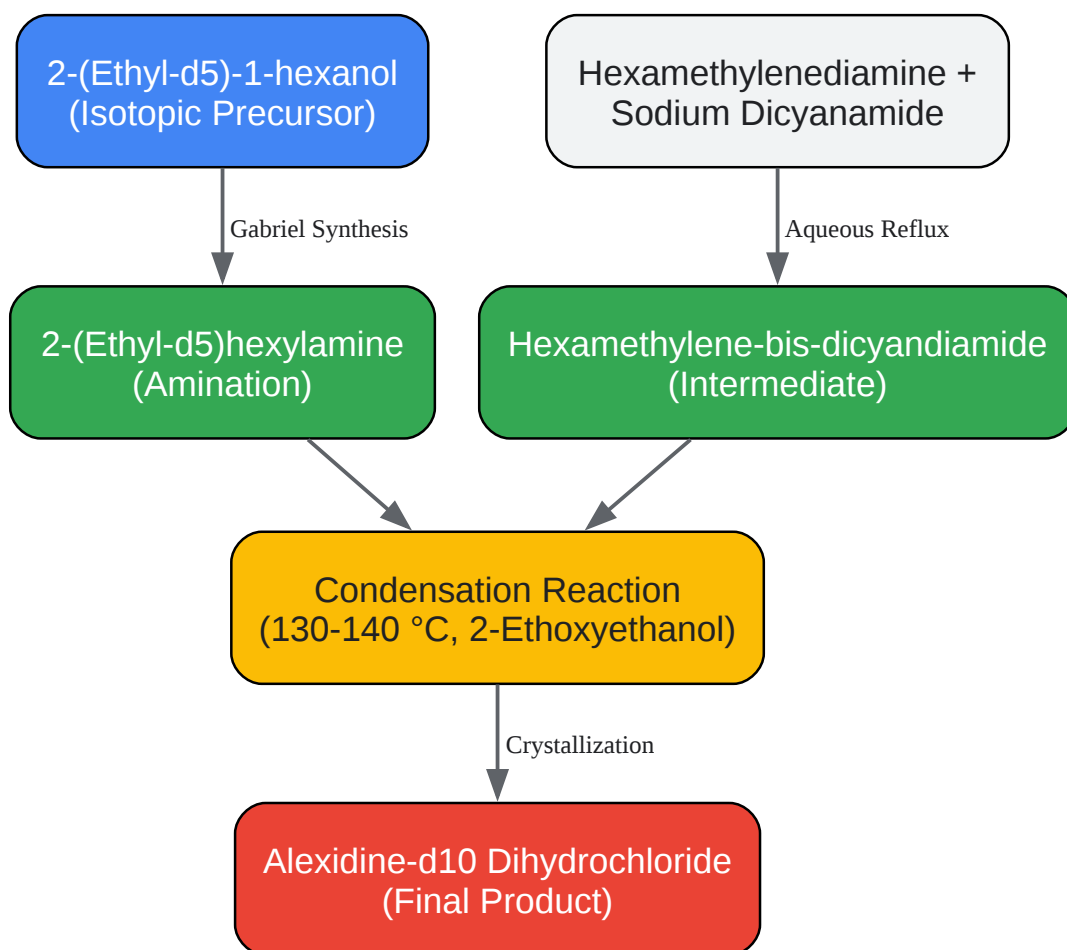 2-(Ethyl-d5)-1-hexanol
(Isotopic Precursor)
Hexamethylenediamine +
Sodium Dicyanamide
Gabriel Synthesis
Aqueous Reflux
2-(Ethyl-d5)hexylamine
(Amination)
Hexamethylene-bis-dicyandiamide
(Intermediate)
Condensation Reaction
(130-140 °C, 2-Ethoxyethanol)
Crystallization
Alexidine-d10 Dihydrochloride
(Final Product)